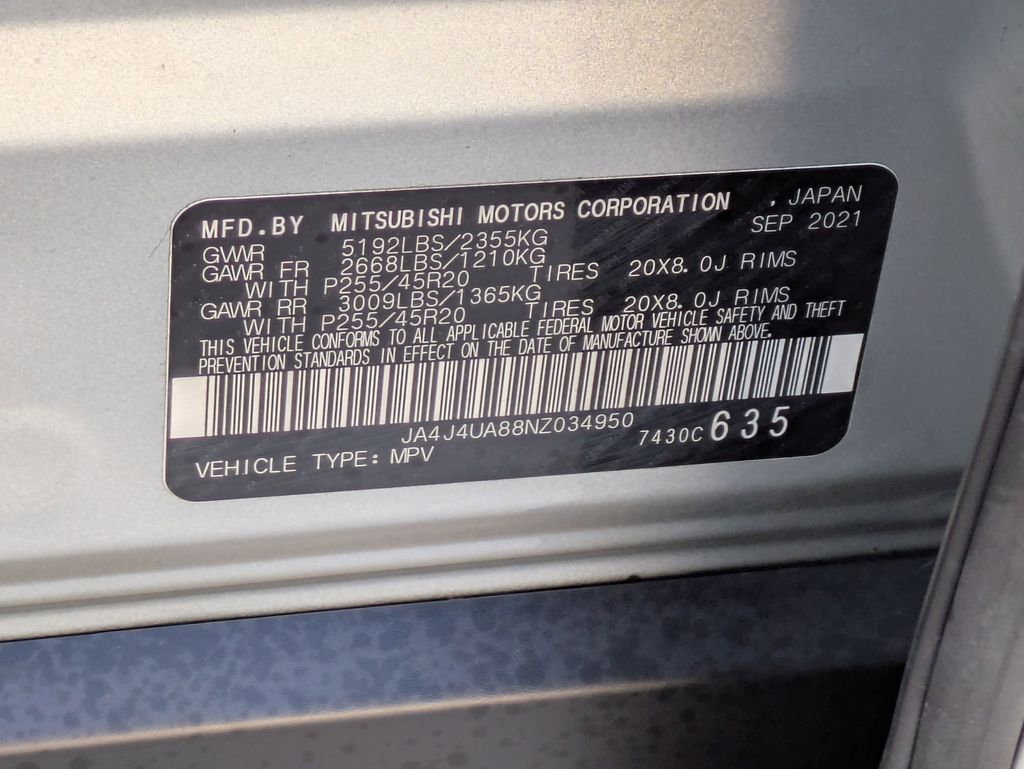 MFD.BY MITSUBISHI MOTORS CORPORATION , JAPAN
SEP 2021
GVWR 5192LBS/2355KG
GAWR FR 2668LBS/1210KG
WITH P255/45R20 TIRES 20X8.0J RIMS
GAWR RR 3009LBS/1365KG
WITH P255/45R20 TIRES 20X8.0J RIMS
THIS VEHICLE CONFORMS TO ALL APPLICABLE FEDERAL MOTOR VEHICLE SAFETY AND THEFT
PREVENTION STANDARDS IN EFFECT ON THE DATE OF MANUFACTURE SHOWN ABOVE.
JA4J4UA88NZ034950 7430C 635
VEHICLE TYPE: MPV